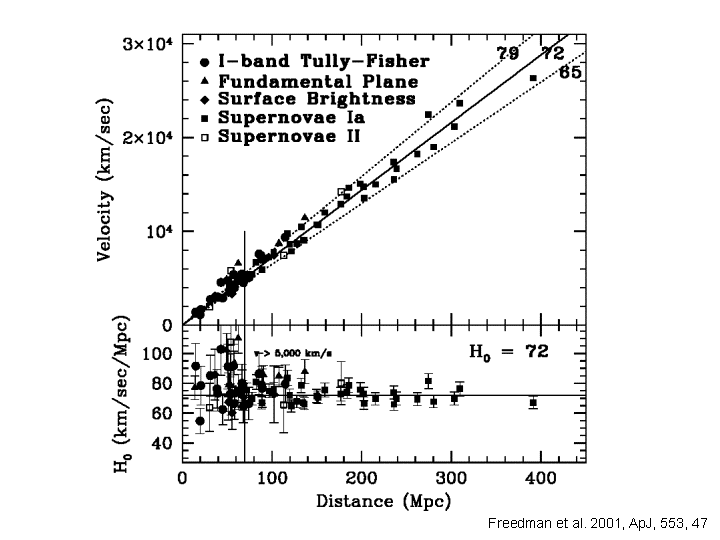 3×10⁴
2×10⁴
10⁴
0
Velocity (km/sec)
I-band Tully-Fisher
Fundamental Plane
Surface Brightness
Supernovae Ia
Supernovae II
79 72
65
100
80
60
40
H₀ (km/sec/Mpc)
v-> 5,000 km/s
H₀ = 72
0 100 200 300 400
Distance (Mpc)
Freedman et al. 2001, ApJ, 553, 47